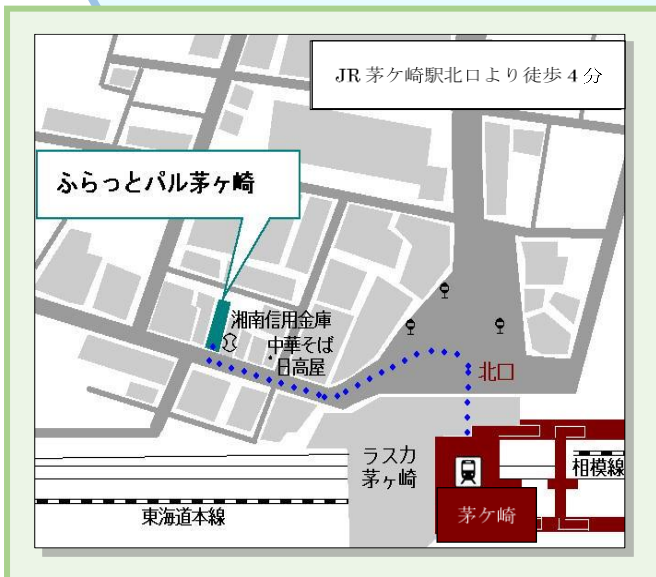 JR 茅ケ崎駅北口より徒歩 4 分
ふらっとパル茅ヶ崎
湘南信用金庫
中華そば
日高屋
北口
ラスカ
茅ヶ崎
相模線
茅ケ崎
東海道本線